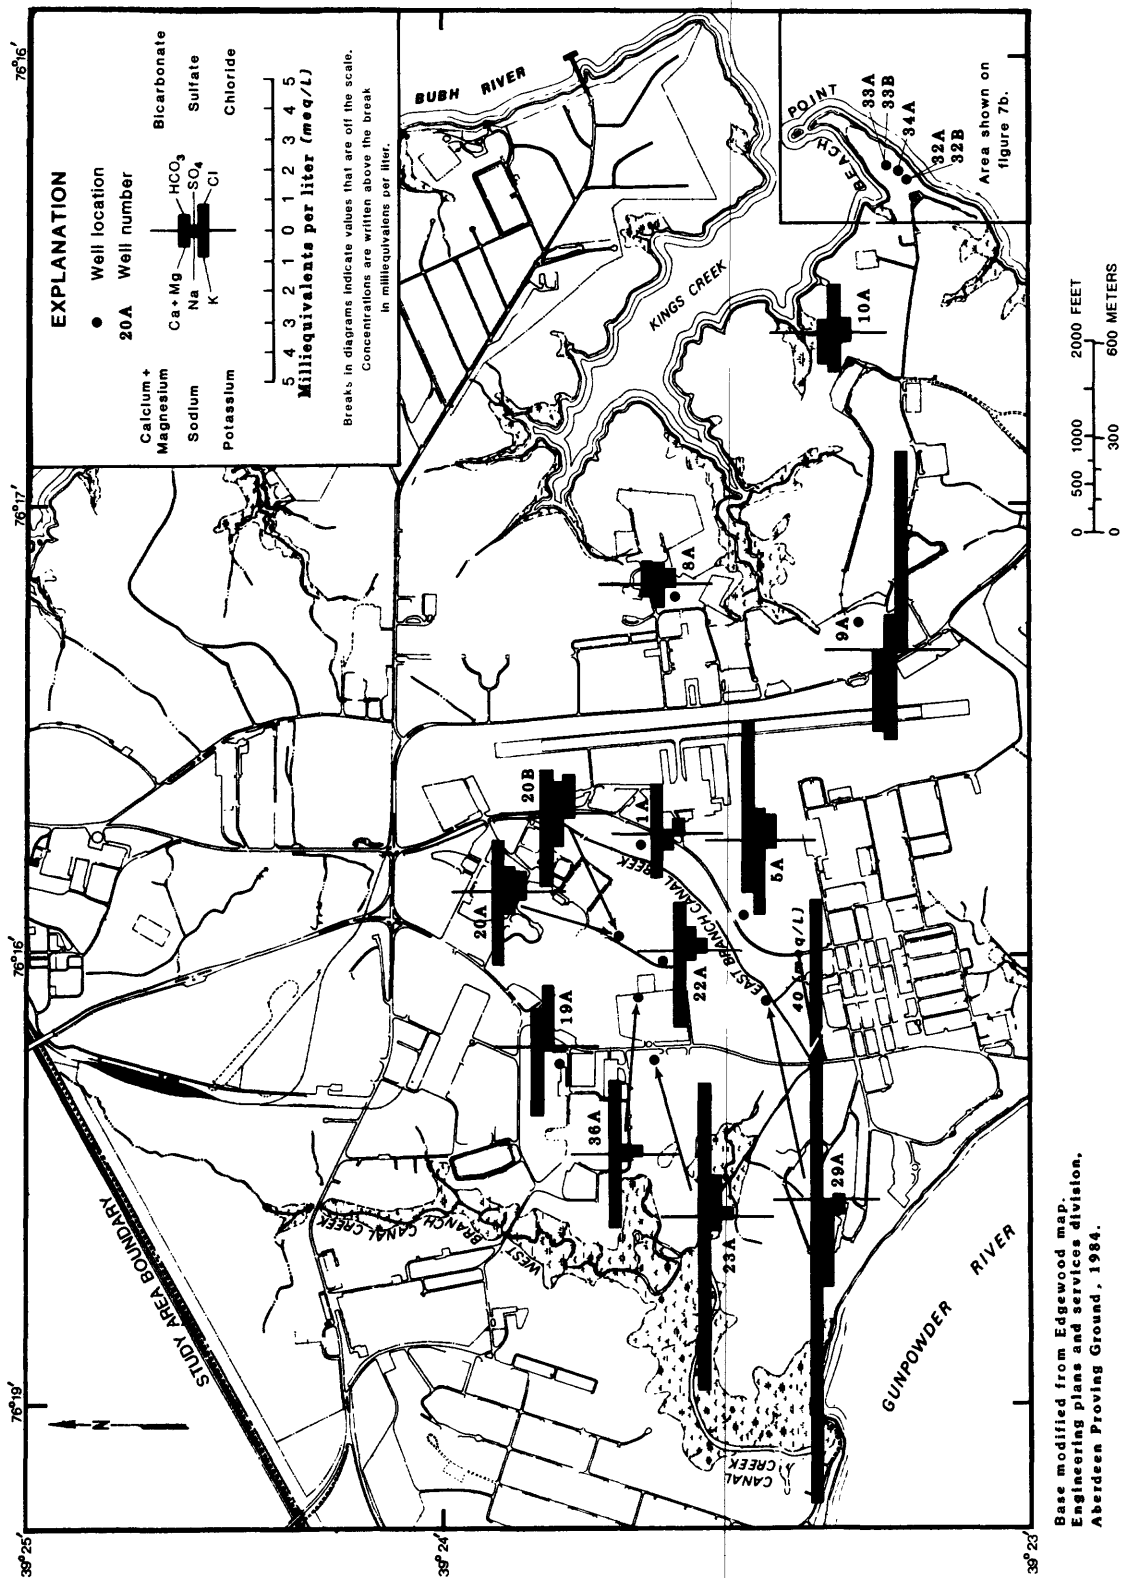 76°16′
76°17′
76°16′
76°19′
39°25′
39°24′
39°23′
EXPLANATION
● Well location
20A Well number
Calcium +
Magnesium
Sodium
Potassium
Ca + Mg
Na
K
HCO3
SO4
Cl
Bicarbonate
Sulfate
Chloride
5 4 3 2 1 0 1 2 3 4 5
Milliequivalents per liter (meq/L)
Breaks in diagrams indicate values that are off the scale.
Concentrations are written above the break
in milliequivalens per liter.
STUDY AREA BOUNDARY
N
BUBH RIVER
KINGS CREEK
BEACH POINT
33A
33B
34A
32A
32B
Area shown on
figure 7b.
10A
8A
9A
20B
1A
20A
5A
22A
EAST BRANCH CANAL CREEK
19A
36A
23A
29A
40 (meq/L)
WEST BRANCH CANAL CREEK
CANAL CREEK
GUNPOWDER RIVER
0 500 1000 2000 FEET
0 300 600 METERS
Base modified from Edgewood map.
Engineering plans and services division,
Aberdeen Proving Ground, 1984.